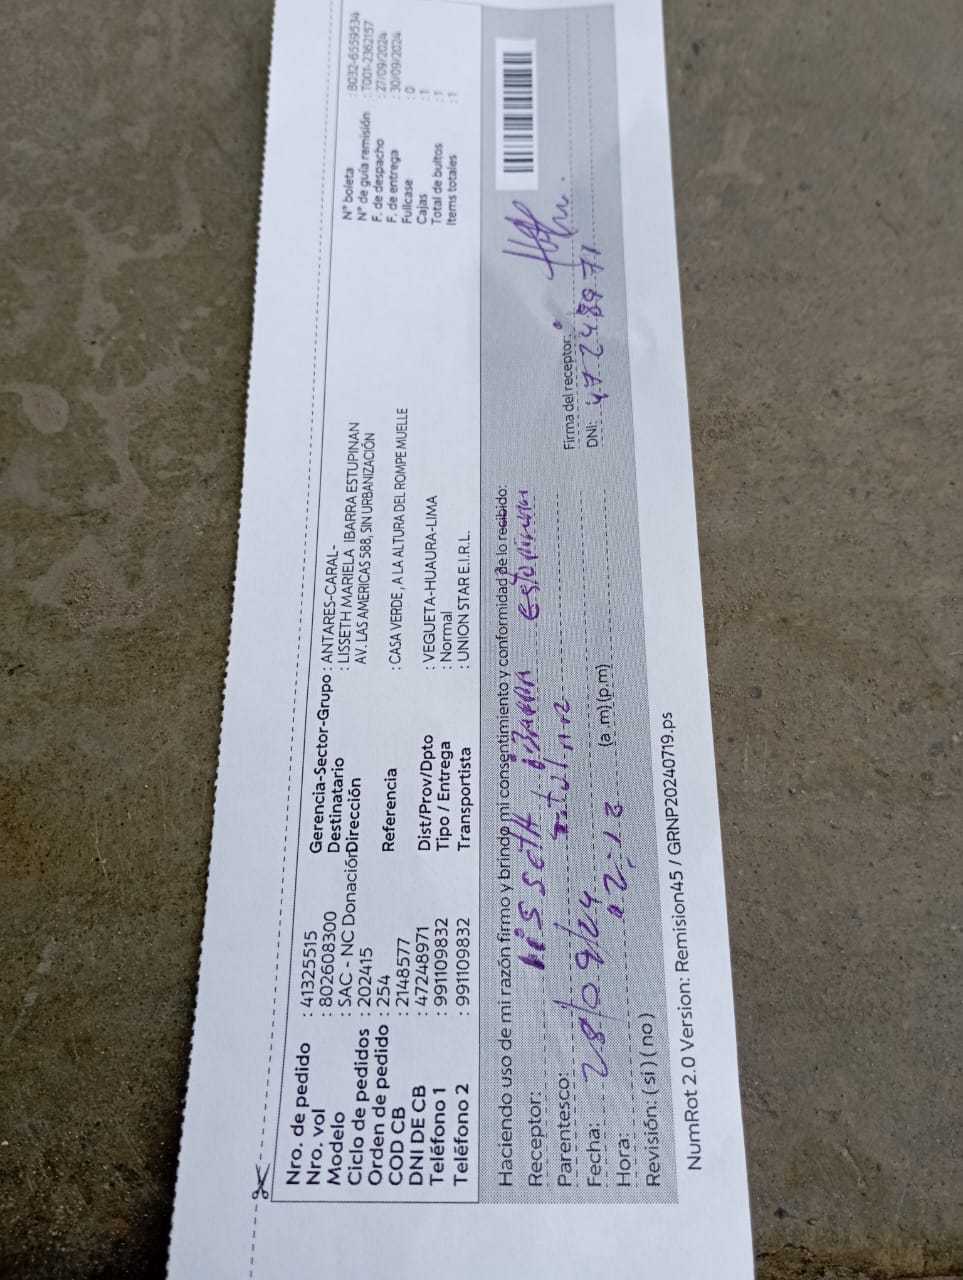 Nro. de pedido : 41325515
Nro. vol : 802608300
Modelo : SAC - NC Donación
Ciclo de pedidos : 202415
Orden de pedido : 254
COD CB : 2148577
DNI DE CB : 47248971
Teléfono 1 : 991109832
Teléfono 2 : 991109832
Gerencia-Sector-Grupo : ANTARES-CARAL-
Destinatario : LISSETH MARIELA IBARRA ESTUPINAN
Dirección AV. LAS AMERICAS 588, SIN URBANIZACIÓN
Referencia : CASA VERDE , A LA ALTURA DEL ROMPE MUELLE
Dist/Prov/Dpto : VEGUETA-HUAURA-LIMA
Tipo / Entrega : Normal
Transportista : UNION STAR E.I.R.L.
N° boleta : B032-6559534
N° de guía remisión : T001-2362157
F. de despacho : 27/09/2024
F. de entrega : 30/09/2024
Fullcase : 0
Cajas : 1
Total de bultos : 1
Items totales : 1
Haciendo uso de mi razón firmo y brindo mi consentimiento y conformidad de lo recibido:
Receptor: LISSETH IBARRA estopinan
Parentesco: titular
Fecha: 28/09/24
Hora: (a.m)(p.m)
Revisión: ( si ) ( no )
Firma del receptor:
DNI: 47248971
NumRot 2.0 Version: Remision45 / GRNP20240719.ps